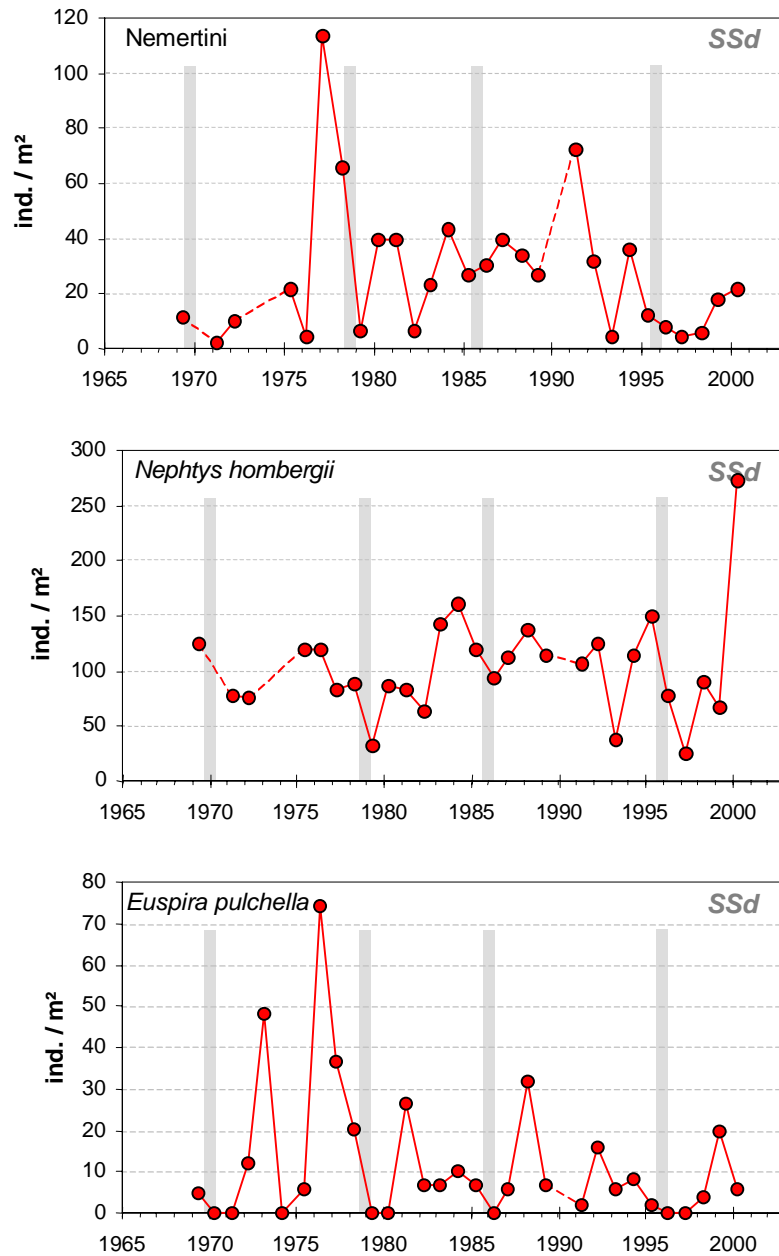 Nemertini SSd
120
100
80
60
40
20
0
ind. / m²
1965 1970 1975 1980 1985 1990 1995 2000
Nephtys hombergii SSd
300
250
200
150
100
50
0
ind. / m²
1965 1970 1975 1980 1985 1990 1995 2000
Euspira pulchella SSd
80
70
60
50
40
30
20
10
0
ind. / m²
1965 1970 1975 1980 1985 1990 1995 2000